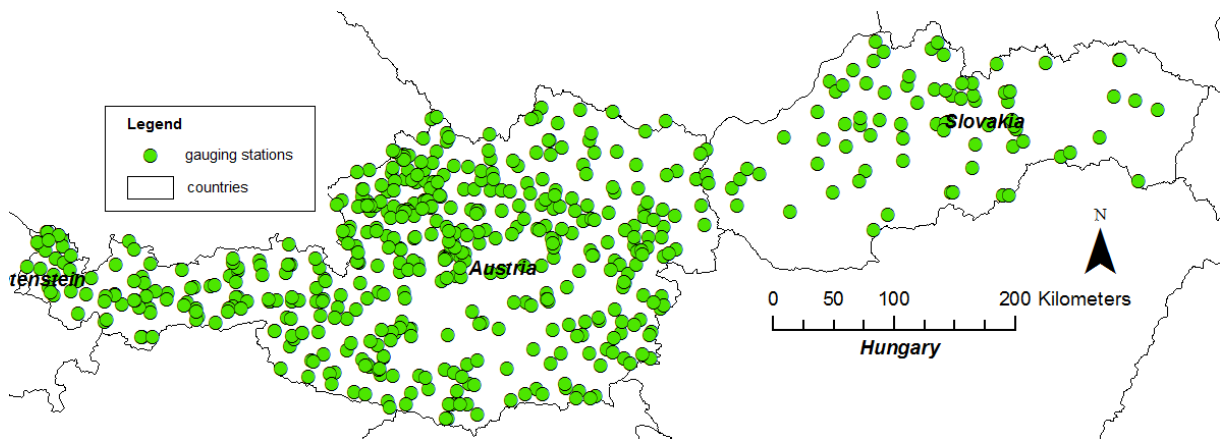 Legend
gauging stations
countries
Slovakia
tenstein
Austria
N
0 50 100 200 Kilometers
Hungary